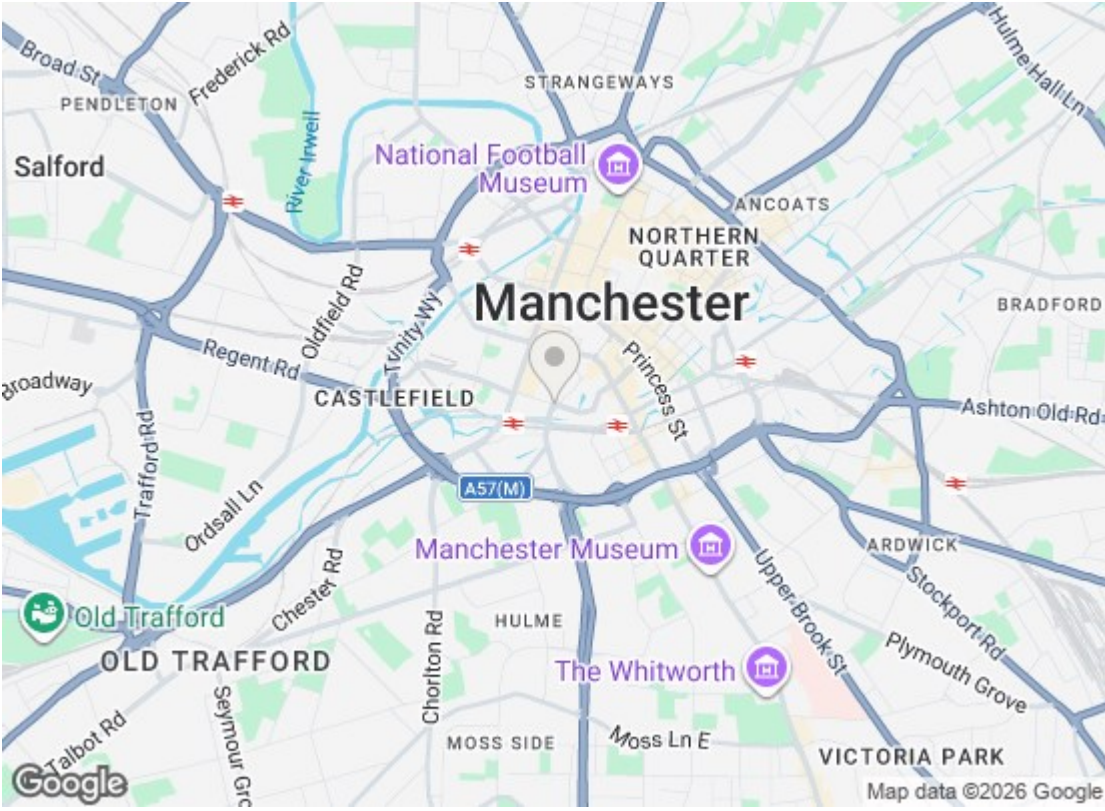 Broad St
Frederick Rd
PENDLETON
STRANGEWAYS
Hulme Hall Ln
Salford
River Irwell
National Football
Museum
ANCOATS
NORTHERN
QUARTER
Manchester
BRADFORD
Oldfield Rd
Trinity Wy
Regent Rd
Princess St
Broadway
CASTLEFIELD
Ashton Old Rd
Trafford Rd
A57(M)
Ordsall Ln
Manchester Museum
ARDWICK
Chester Rd
Upper Brook St
Stockport Rd
Old Trafford
HULME
Chorlton Rd
OLD TRAFFORD
The Whitworth
Plymouth Grove
Seymour Gro
Talbot Rd
MOSS SIDE
Moss Ln E
VICTORIA PARK
Google
Map data ©2026 Google